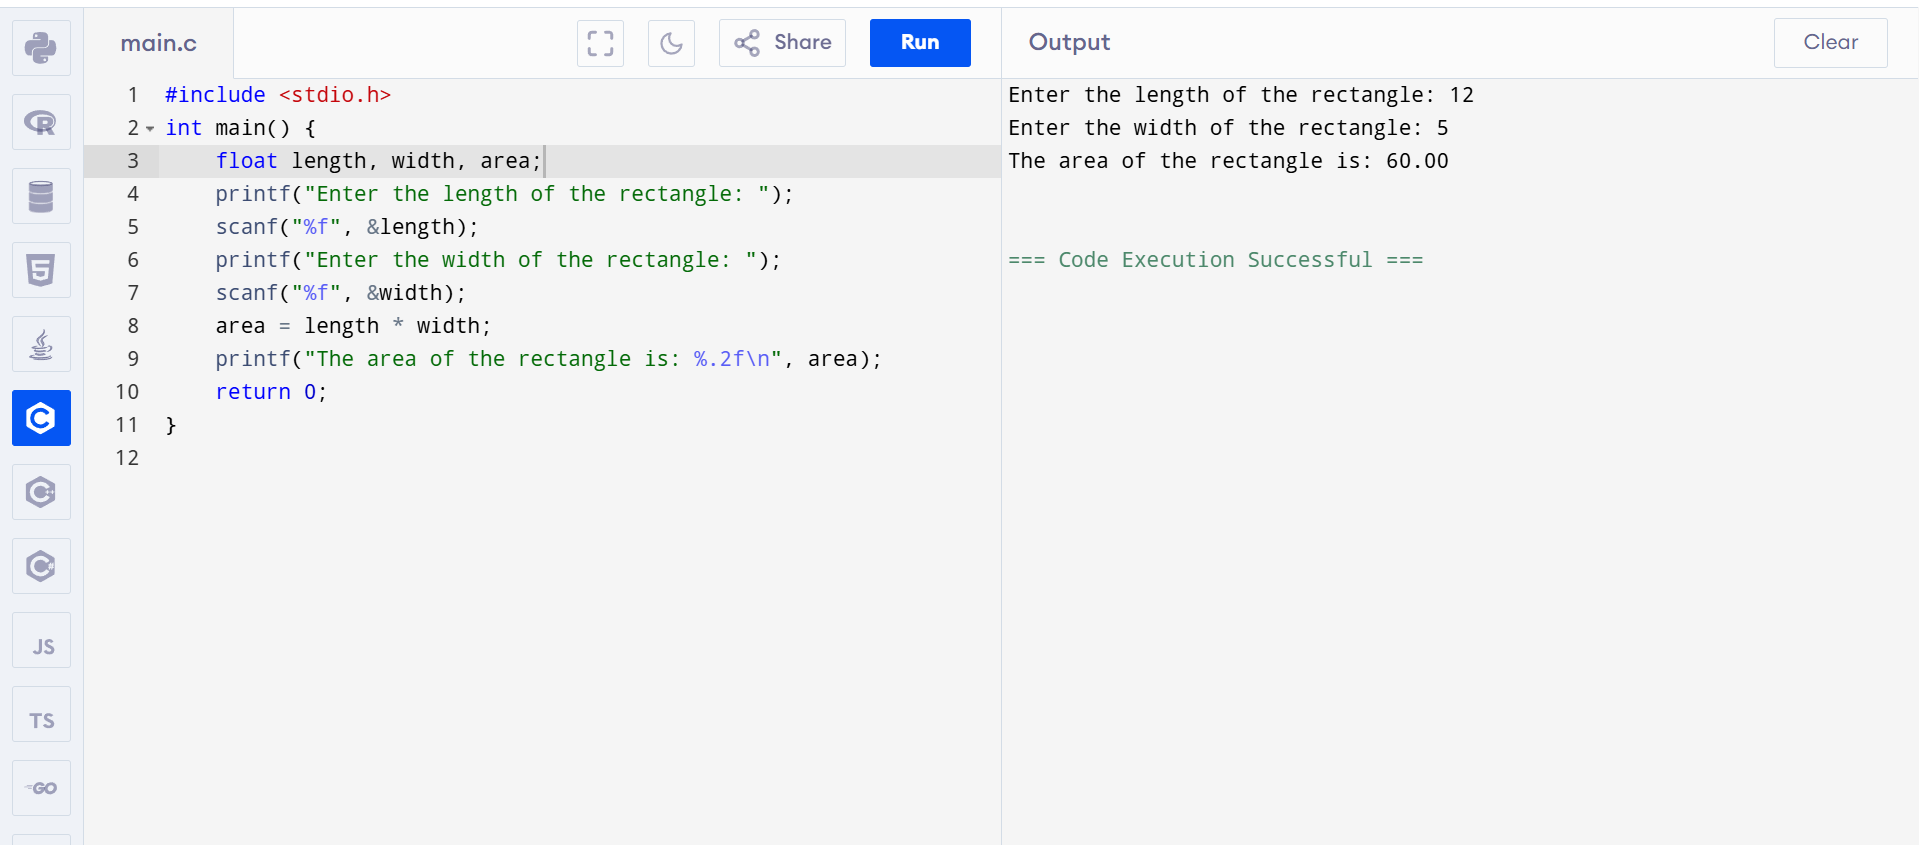 main.c
Share
Run
Output
Clear
1 #include <stdio.h>
2 int main() {
3     float length, width, area;
4     printf("Enter the length of the rectangle: ");
5     scanf("%f", &length);
6     printf("Enter the width of the rectangle: ");
7     scanf("%f", &width);
8     area = length * width;
9     printf("The area of the rectangle is: %.2f\n", area);
10     return 0;
11 }
12
Enter the length of the rectangle: 12
Enter the width of the rectangle: 5
The area of the rectangle is: 60.00
=== Code Execution Successful ===
R
5
C
C++
C#
JS
TS
GO